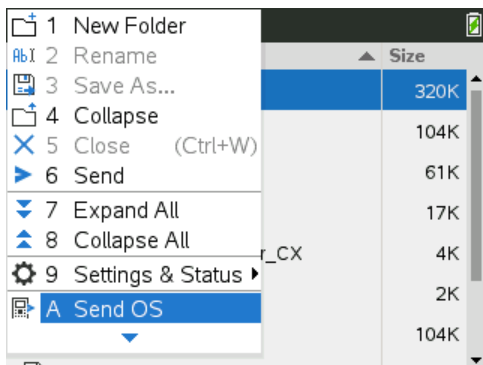 1 New Folder
AbI 2 Rename
Size
3 Save As...
320K
4 Collapse
104K
5 Close (Ctrl+W)
6 Send
61K
7 Expand All
17K
8 Collapse All
r_CX
4K
9 Settings & Status
2K
A Send OS
104K